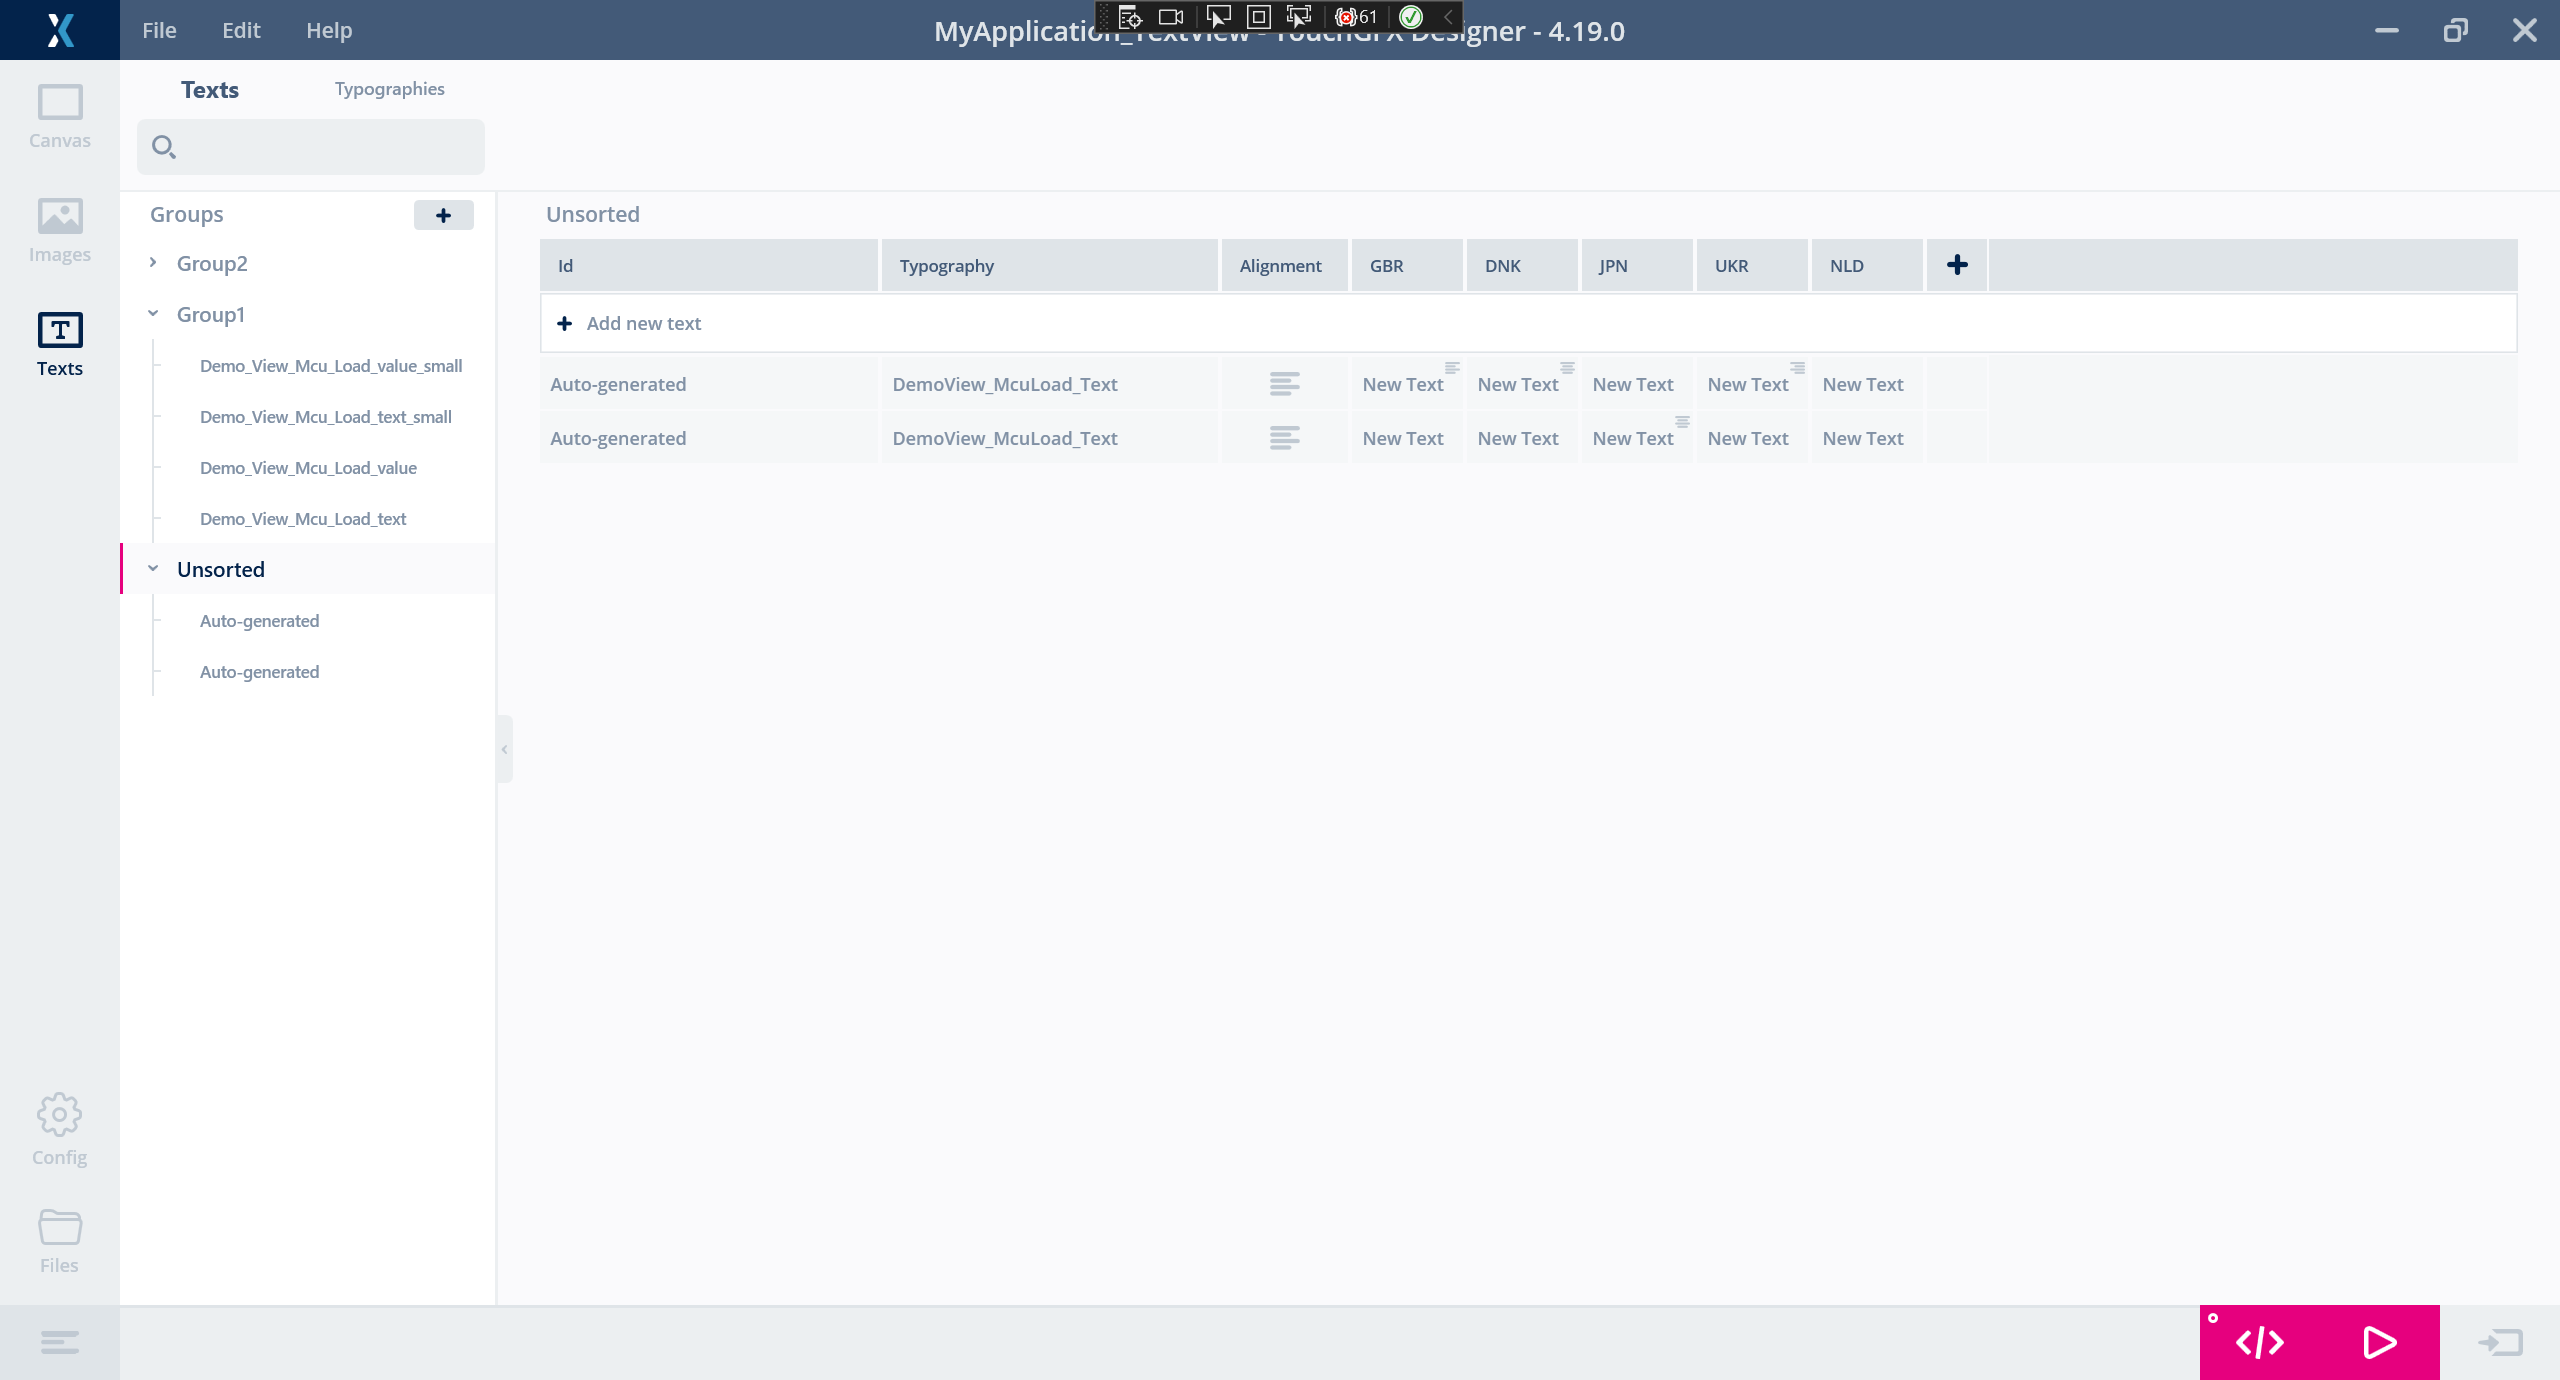 File Edit Help
MyApplication_TextView - TouchGFX Designer - 4.19.0
61
Canvas
Images
Texts
Config
Files
Texts Typographies
Groups
Group2
Group1
Demo_View_Mcu_Load_value_small
Demo_View_Mcu_Load_text_small
Demo_View_Mcu_Load_value
Demo_View_Mcu_Load_text
Unsorted
Auto-generated
Auto-generated
Unsorted
Id Typography Alignment GBR DNK JPN UKR NLD
Add new text
Auto-generated DemoView_McuLoad_Text New Text New Text New Text New Text New Text
Auto-generated DemoView_McuLoad_Text New Text New Text New Text New Text New Text